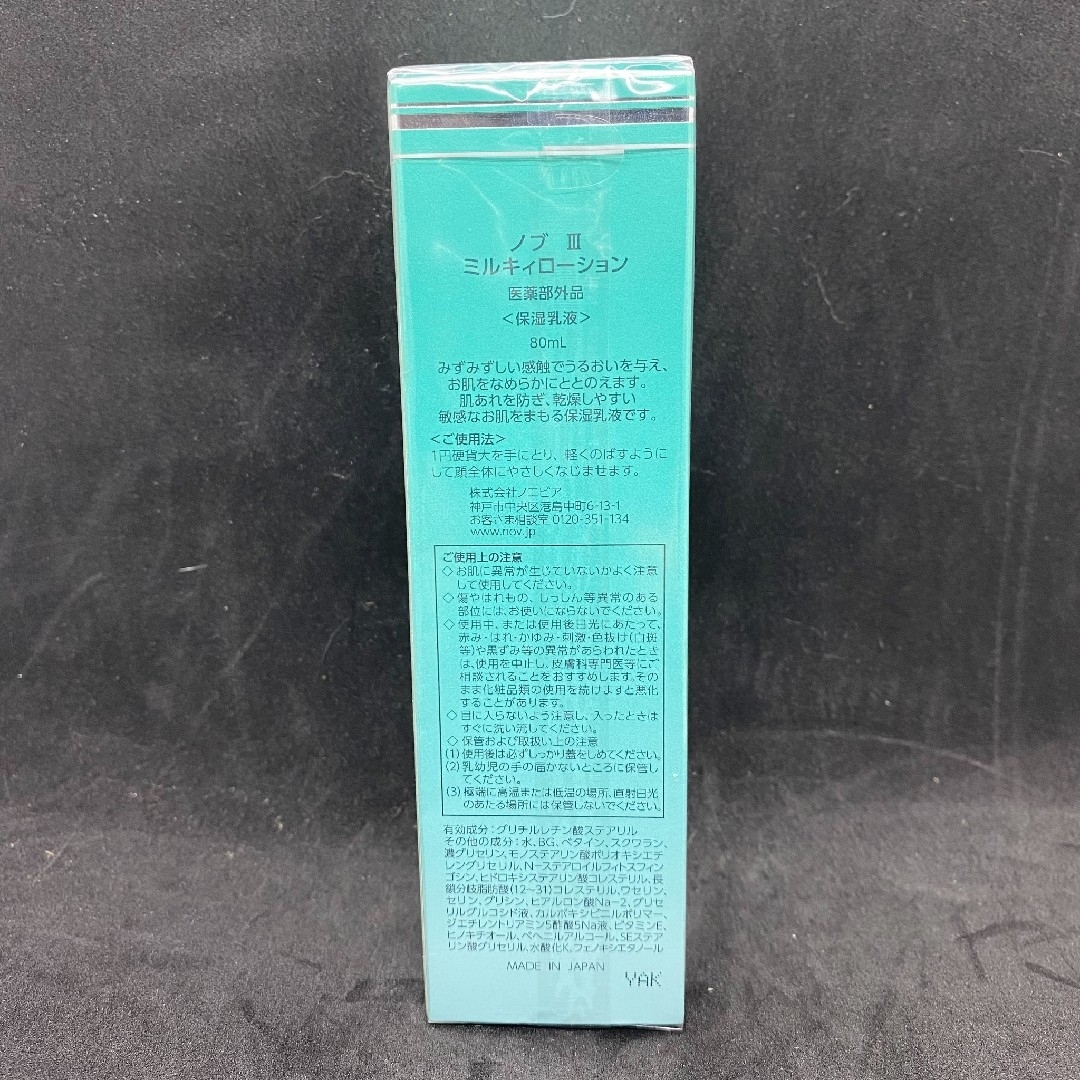 ノブ Ⅲ
ミルキィローション
医薬部外品
<保湿乳液>
80mL
みずみずしい感触でうるおいを与え、
お肌をなめらかにととのえます。
肌あれを防ぎ、乾燥しやすい
敏感なお肌をまもる保湿乳液です。
<ご使用法>
1円硬貨大を手にとり、軽くのばすように
して顔全体にやさしくなじませます。
株式会社ノエビア
神戸市中央区港島中町6-13-1
お客さま相談室 0120-351-134
www.nov.jp
ご使用上の注意
◇お肌に異常が生じていないかよく注意
して使用してください。
◇傷やはれもの、しっしん等異常のある
部位には、お使いにならないでください。
◇使用中、または使用後日光にあたって、
赤み・はれ・かゆみ・刺激・色抜け(白斑
等)や黒ずみ等の異常があらわれたとき
は、使用を中止し、皮膚科専門医等にご
相談されることをおすすめします。その
まま化粧品類の使用を続けますと悪化
することがあります。
◇目に入らないよう注意し、入ったときは
すぐに洗い流してください。
◇ 保管および取扱い上の注意
(1)使用後は必ずしっかり蓋をしめてください。
(2)乳幼児の手の届かないところに保管し
てください。
(3)極端に高温または低温の場所、直射日光
のあたる場所には保管しないでください。
有効成分:グリチルレチン酸ステアリル
その他の成分:水、BG、ベタイン、スクワラン、
濃グリセリン、モノステアリン酸ポリオキシエチ
レングリセリル、N-ステアロイルフィトスフィン
ゴシン、ヒドロキシステアリン酸コレステリル、長
鎖分岐脂肪酸(12~31)コレステリル、ワセリン、
セリン、グリシン、ヒアルロン酸Na-2、グリセ
リルグルコシド液、カルボキシビニルポリマー、
ジエチレントリアミン5酢酸5Na液、ビタミンE、
ヒノキチオール、ベヘニルアルコール、SEステア
リン酸グリセリル、水酸化K、フェノキシエタノール
MADE IN JAPAN
YAK